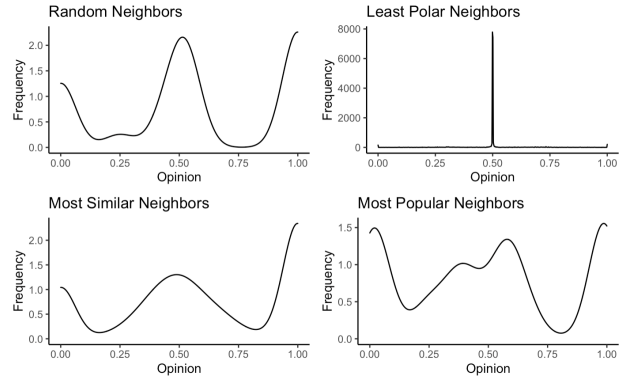 Random Neighbors
Frequency
2.0
1.5
1.0
0.5
0.0
0.00 0.25 0.50 0.75 1.00
Opinion
Least Polar Neighbors
Frequency
8000
6000
4000
2000
0
0.00 0.25 0.50 0.75 1.00
Opinion
Most Similar Neighbors
Frequency
2.0
1.5
1.0
0.5
0.0
0.00 0.25 0.50 0.75 1.00
Opinion
Most Popular Neighbors
Frequency
1.5
1.0
0.5
0.0
0.00 0.25 0.50 0.75 1.00
Opinion